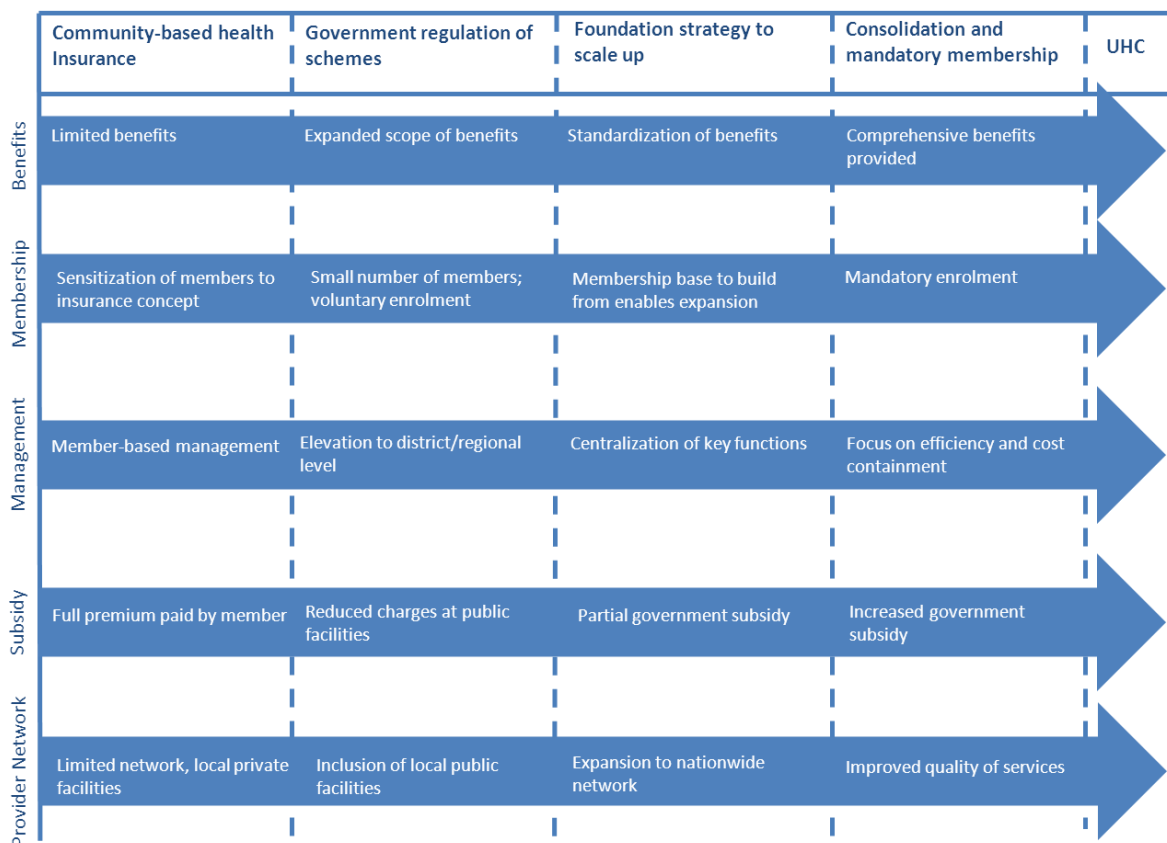 Community-based health
Insurance
Government regulation of
schemes
Foundation strategy to
scale up
Consolidation and
mandatory membership
UHC
Benefits
Limited benefits
Expanded scope of benefits
Standardization of benefits
Comprehensive benefits
provided
Membership
Sensitization of members to
insurance concept
Small number of members;
voluntary enrolment
Membership base to build
from enables expansion
Mandatory enrolment
Management
Member-based management
Elevation to district/regional
level
Centralization of key functions
Focus on efficiency and cost
containment
Subsidy
Full premium paid by member
Reduced charges at public
facilities
Partial government subsidy
Increased government
subsidy
Provider Network
Limited network, local private
facilities
Inclusion of local public
facilities
Expansion to nationwide
network
Improved quality of services